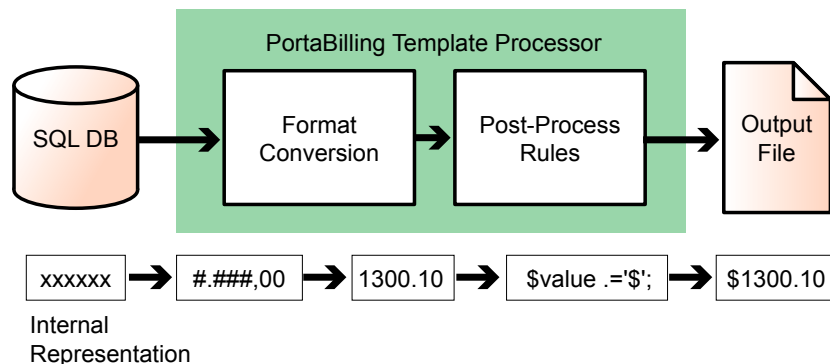 PortaBilling Template Processor
SQL DB
Format
Conversion
Post-Process
Rules
Output
File
xxxxxx
#.###,00
1300.10
$value .='$';
$1300.10
Internal
Representation